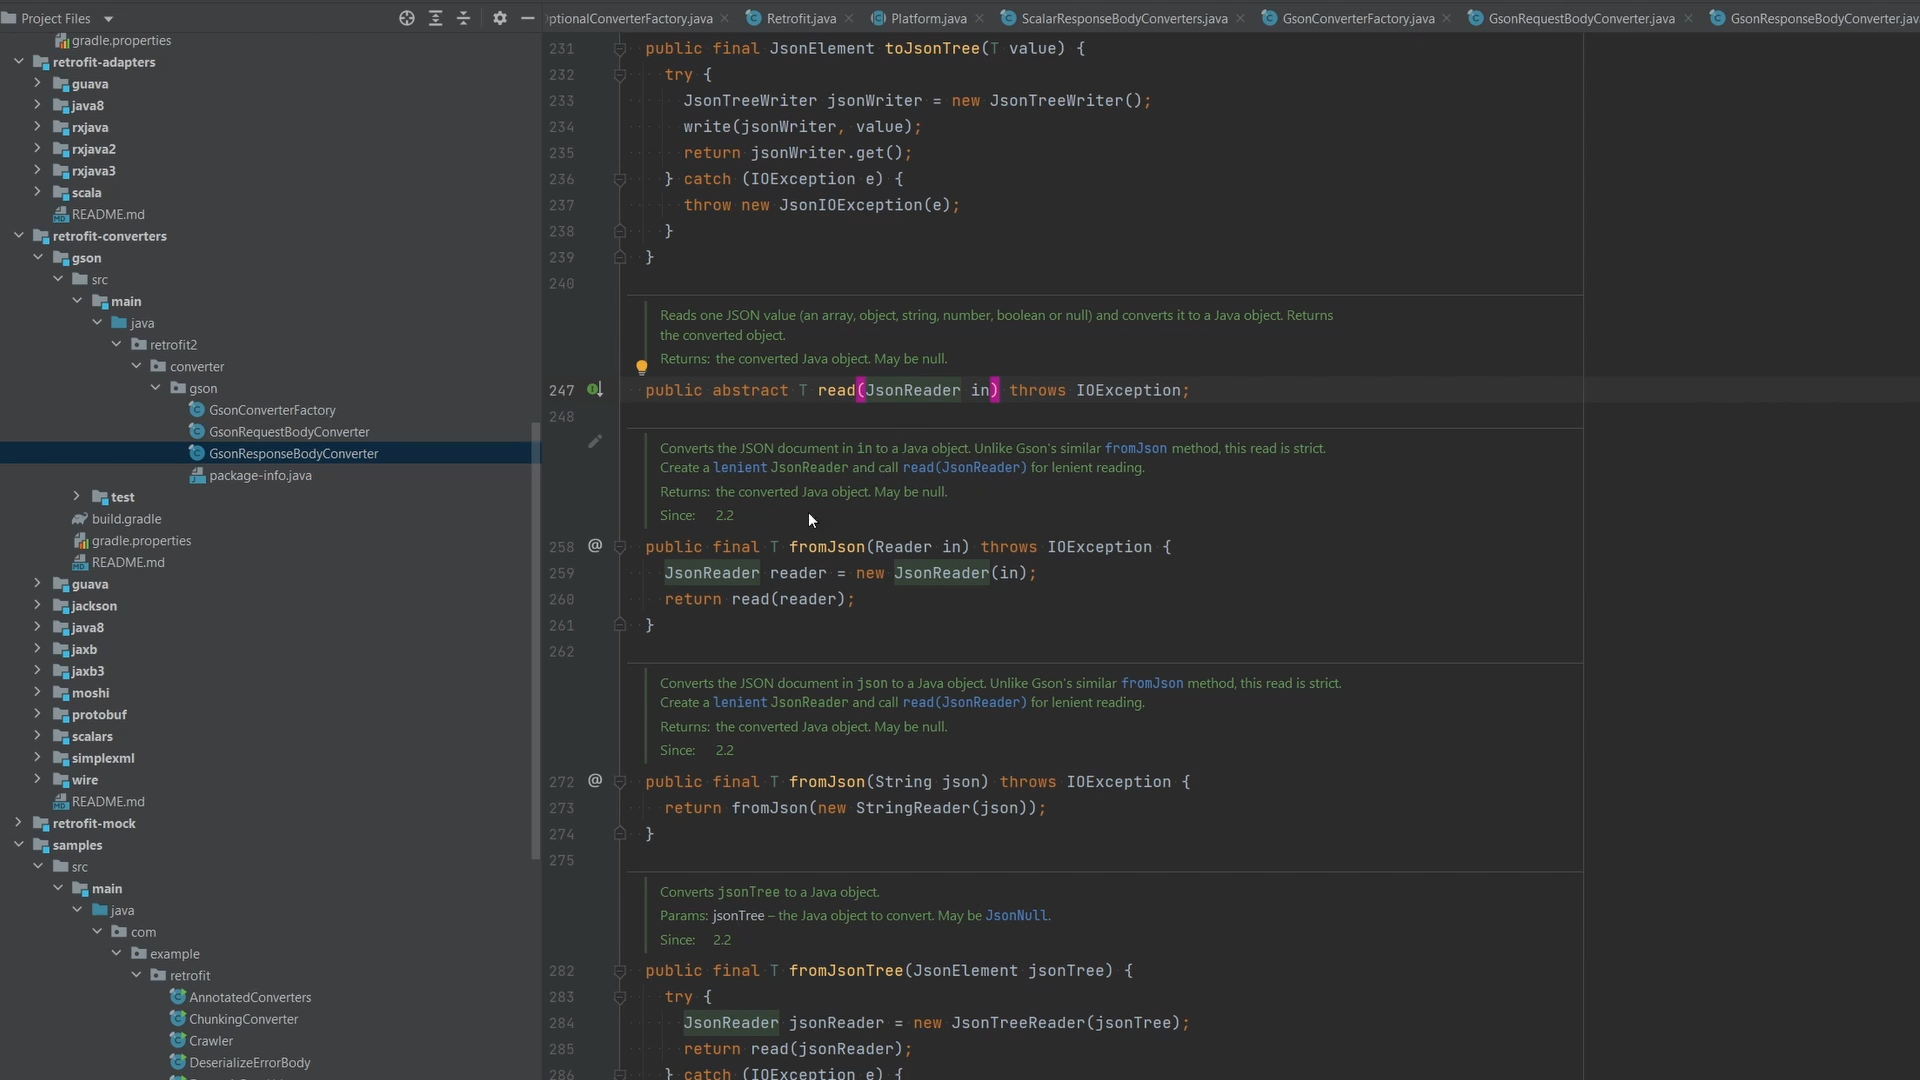 Project Files
gradle.properties
retrofit-adapters
guava
java8
rxjava
rxjava2
rxjava3
scala
README.md
retrofit-converters
gson
src
main
java
retrofit2
converter
gson
GsonConverterFactory
GsonRequestBodyConverter
GsonResponseBodyConverter
package-info.java
test
build.gradle
gradle.properties
README.md
guava
jackson
java8
jaxb
jaxb3
moshi
protobuf
scalars
simplexml
wire
README.md
retrofit-mock
samples
src
main
java
com
example
retrofit
AnnotatedConverters
ChunkingConverter
Crawler
DeserializeErrorBody
ptionalConverterFactory.java Retrofit.java Platform.java ScalarResponseBodyConverters.java GsonConverterFactory.java GsonRequestBodyConverter.java GsonResponseBodyConverter.java
231 public final JsonElement toJsonTree(T value) {
232 try {
233 JsonTreeWriter jsonWriter = new JsonTreeWriter();
234 write(jsonWriter, value);
235 return jsonWriter.get();
236 } catch (IOException e) {
237 throw new JsonIOException(e);
238 }
239 }
240
Reads one JSON value (an array, object, string, number, boolean or null) and converts it to a Java object. Returns
the converted object.
Returns: the converted Java object. May be null.
247 public abstract T read(JsonReader in) throws IOException;
248
Converts the JSON document in in to a Java object. Unlike Gson's similar fromJson method, this read is strict.
Create a lenient JsonReader and call read(JsonReader) for lenient reading.
Returns: the converted Java object. May be null.
Since: 2.2
258 @ public final T fromJson(Reader in) throws IOException {
259 JsonReader reader = new JsonReader(in);
260 return read(reader);
261 }
262
Converts the JSON document in json to a Java object. Unlike Gson's similar fromJson method, this read is strict.
Create a lenient JsonReader and call read(JsonReader) for lenient reading.
Returns: the converted Java object. May be null.
Since: 2.2
272 @ public final T fromJson(String json) throws IOException {
273 return fromJson(new StringReader(json));
274 }
275
Converts jsonTree to a Java object.
Params: jsonTree – the Java object to convert. May be JsonNull.
Since: 2.2
282 public final T fromJsonTree(JsonElement jsonTree) {
283 try {
284 JsonReader jsonReader = new JsonTreeReader(jsonTree);
285 return read(jsonReader);
286 } catch (IOException e) {